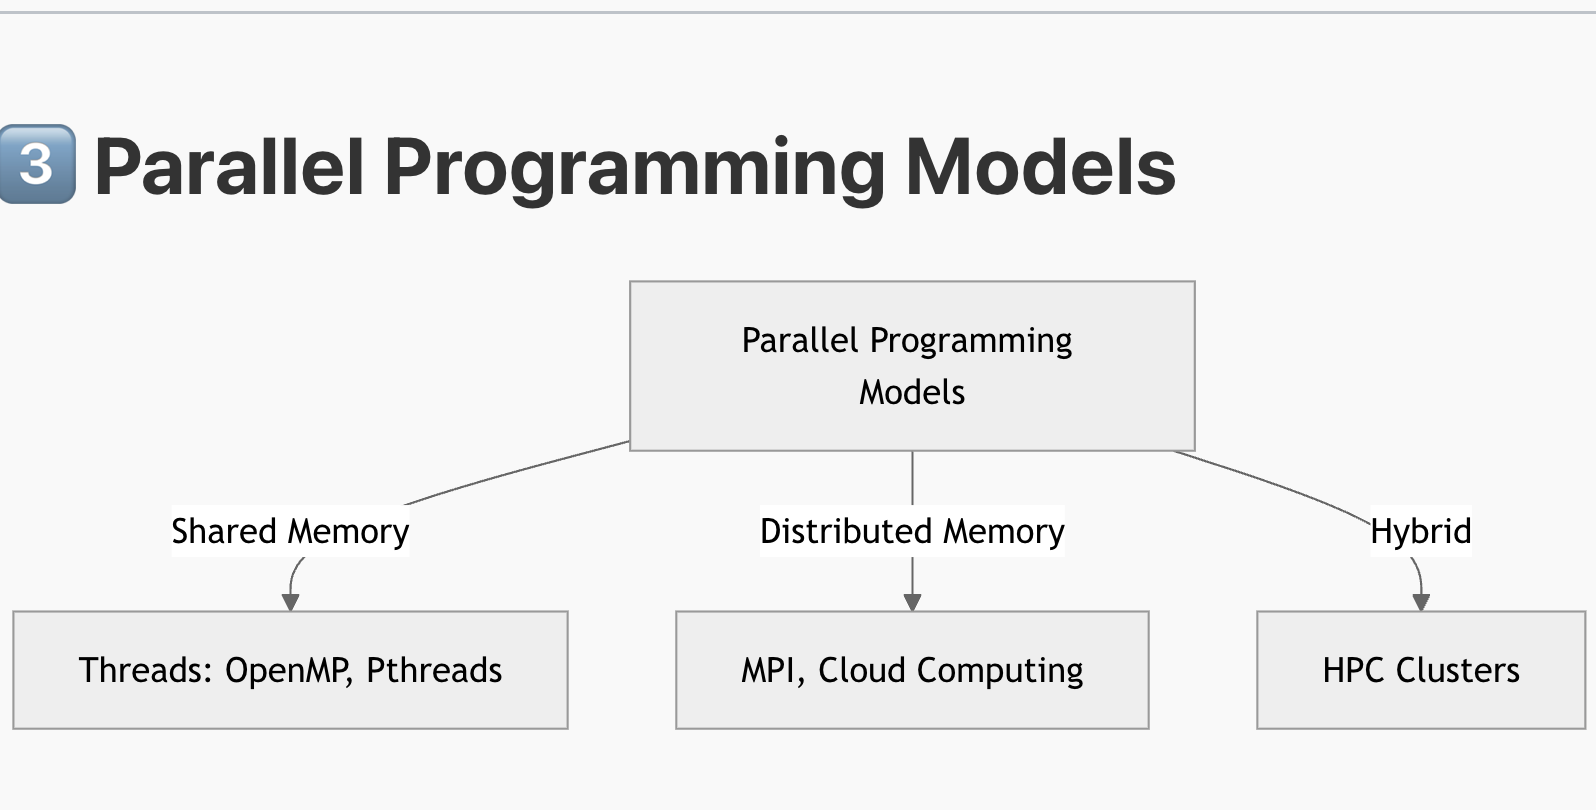 3 Parallel Programming Models
Parallel Programming
Models
Shared Memory
Distributed Memory
Hybrid
Threads: OpenMP, Pthreads
MPI, Cloud Computing
HPC Clusters